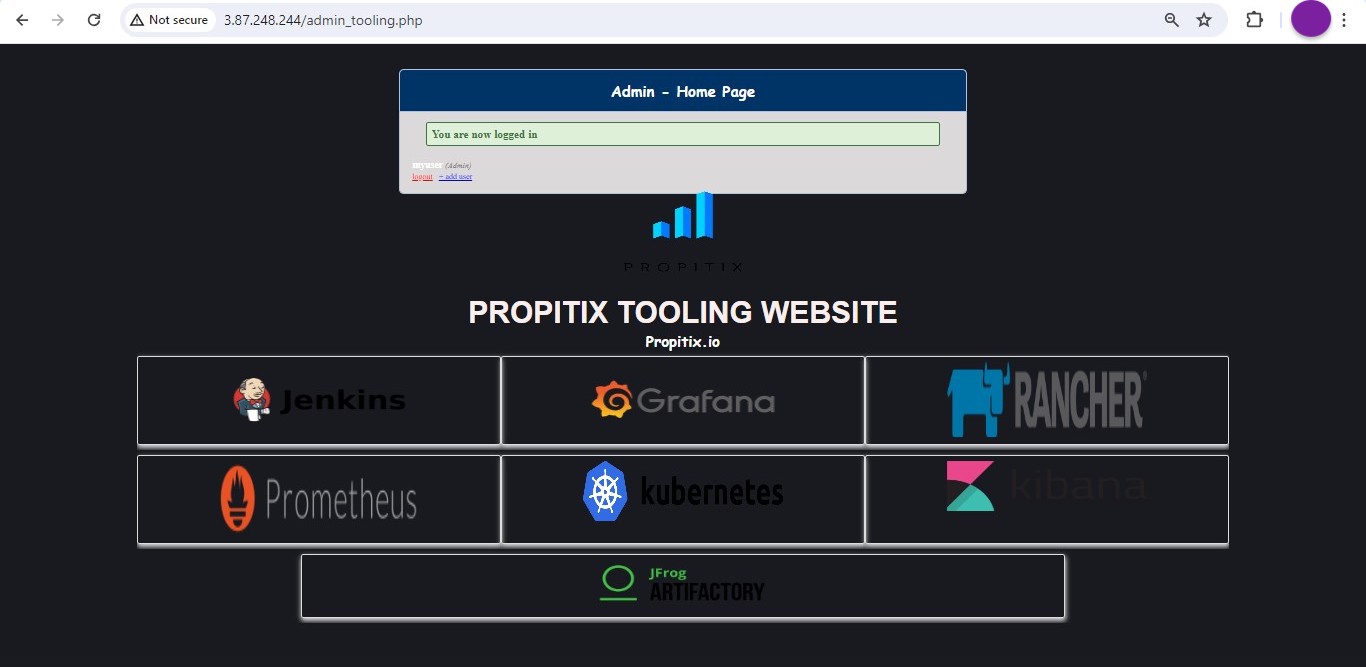 Not secure 3.87.248.244/admin_tooling.php
Admin - Home Page
You are now logged in
myuser (Admin)
logout + add user
PROPITIX
PROPITIX TOOLING WEBSITE
Propitix.io
Jenkins Grafana RANCHER®
Prometheus kubernetes kibana
JFrog
ARTIFACTORY